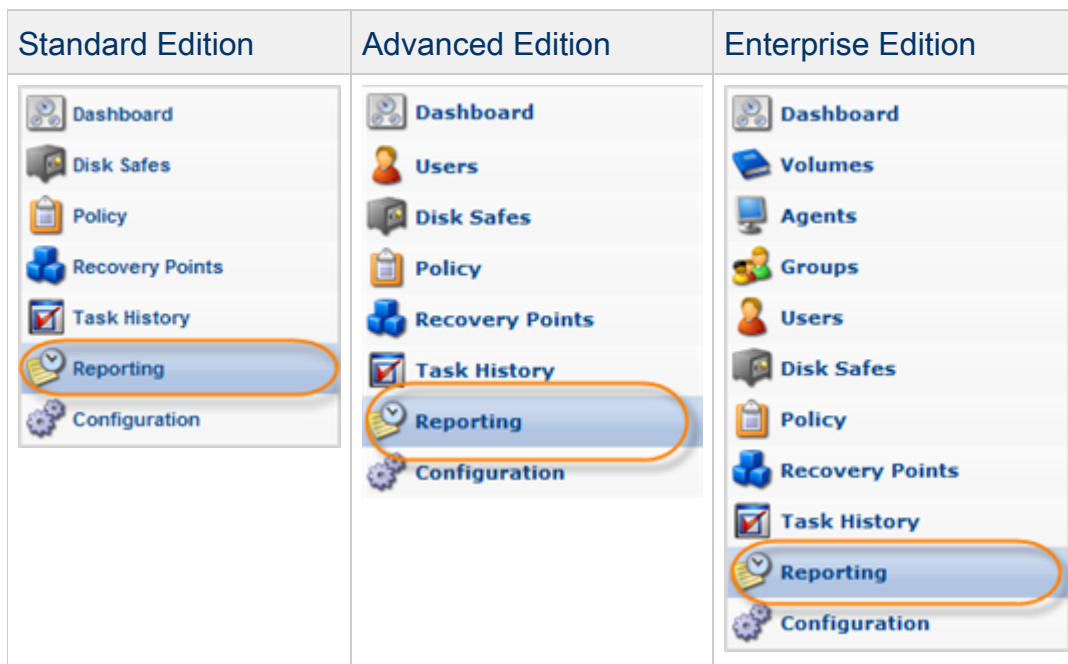 Standard Edition
Advanced Edition
Enterprise Edition
Dashboard
Disk Safes
Policy
Recovery Points
Task History
Reporting
Configuration
Dashboard
Users
Disk Safes
Policy
Recovery Points
Task History
Reporting
Configuration
Dashboard
Volumes
Agents
Groups
Users
Disk Safes
Policy
Recovery Points
Task History
Reporting
Configuration